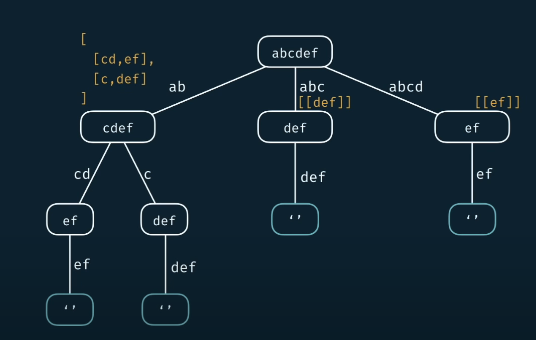 [
[cd,ef],
[c,def]
]
abcdef
ab
abc
abcd
[[def]]
[[ef]]
cdef
def
ef
cd
c
def
ef
ef
def
‘’
‘’
ef
def
‘’
‘’